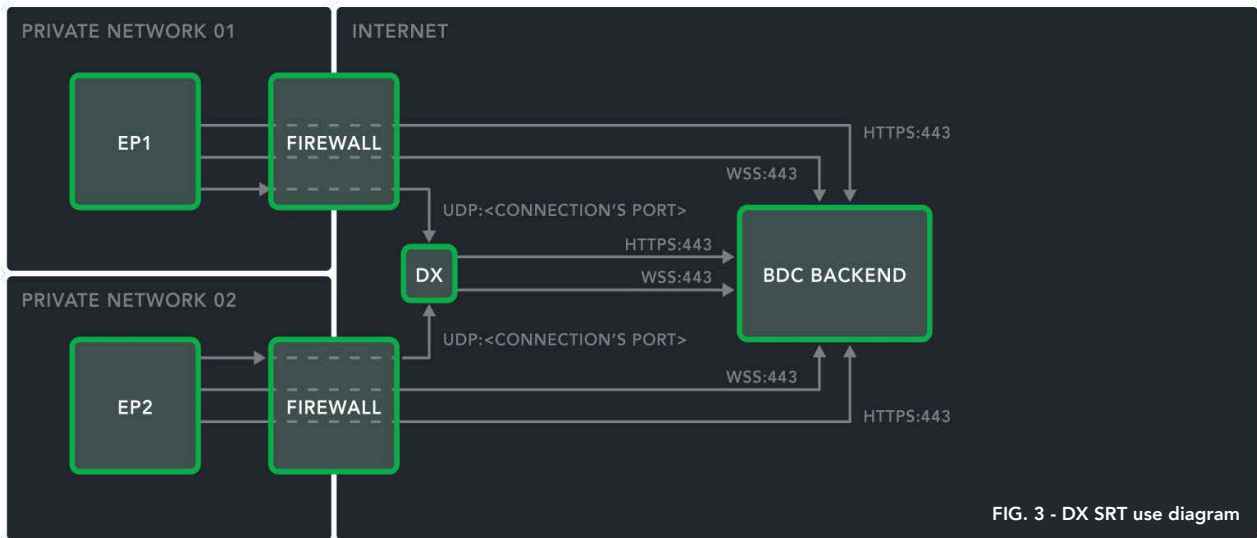 PRIVATE NETWORK 01
INTERNET
EP1
FIREWALL
HTTPS:443
WSS:443
UDP:<CONNECTION'S PORT>
HTTPS:443
DX
WSS:443
BDC BACKEND
PRIVATE NETWORK 02
UDP:<CONNECTION'S PORT>
WSS:443
EP2
FIREWALL
HTTPS:443
FIG. 3 - DX SRT use diagram